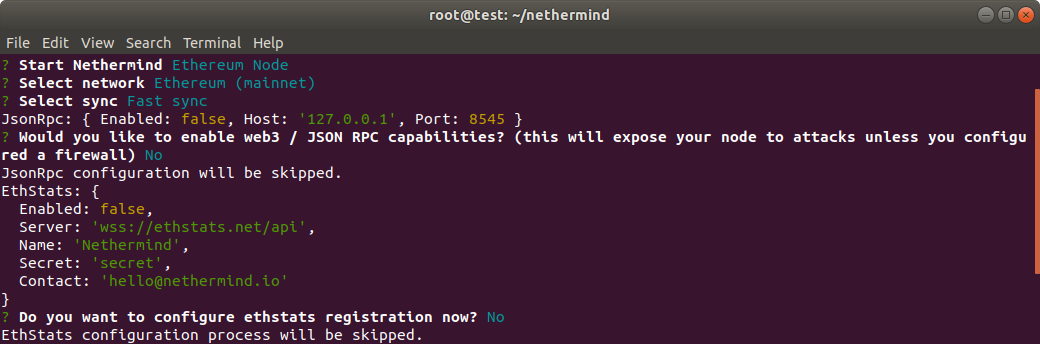 root@test: ~/nethermind
File Edit View Search Terminal Help
? Start Nethermind Ethereum Node
? Select network Ethereum (mainnet)
? Select sync Fast sync
JsonRpc: { Enabled: false, Host: '127.0.0.1', Port: 8545 }
? Would you like to enable web3 / JSON RPC capabilities? (this will expose your node to attacks unless you configu
red a firewall) No
JsonRpc configuration will be skipped.
EthStats: {
  Enabled: false,
  Server: 'wss://ethstats.net/api',
  Name: 'Nethermind',
  Secret: 'secret',
  Contact: 'hello@nethermind.io'
}
? Do you want to configure ethstats registration now? No
EthStats configuration process will be skipped.